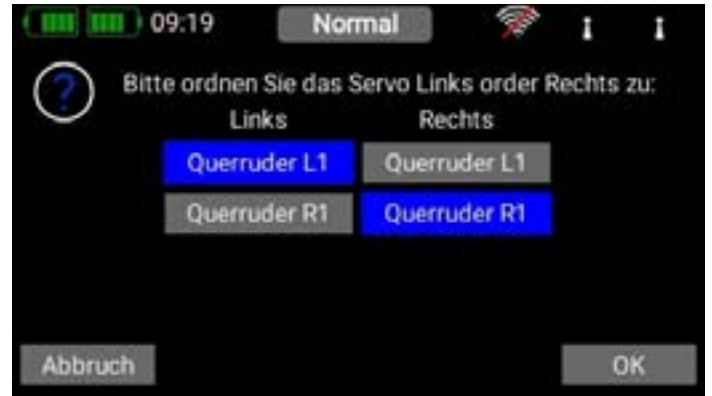 09:19 Normal
? Bitte ordnen Sie das Servo Links order Rechts zu:
Links Rechts
Querruder L1 Querruder L1
Querruder R1 Querruder R1
Abbruch OK